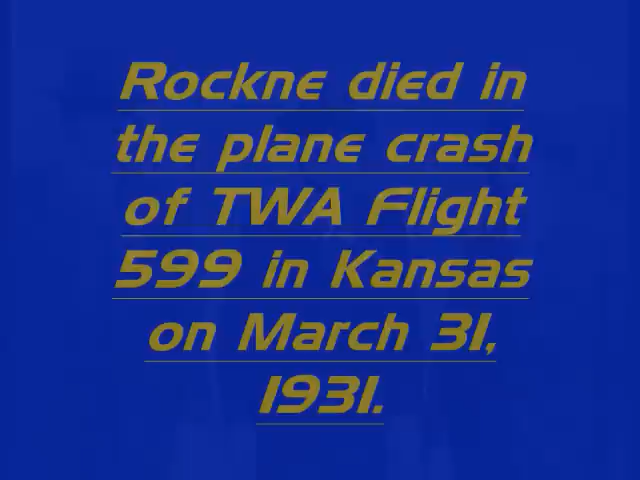 Rockne died in
the plane crash
of TWA Flight
599 in Kansas
on March 31,
1931.